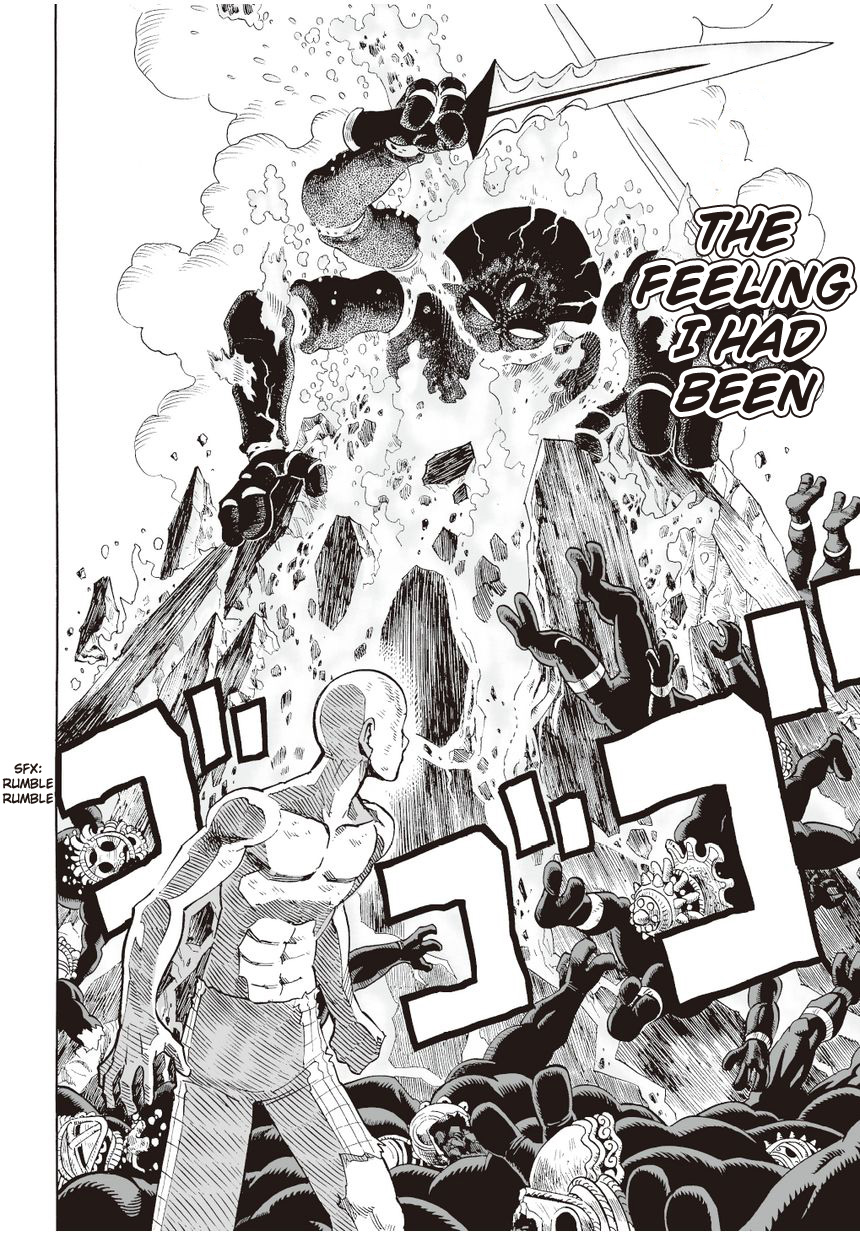 THE
FEELING
I HAD
BEEN
ゴゴゴ
SFX:
RUMBLE
RUMBLE